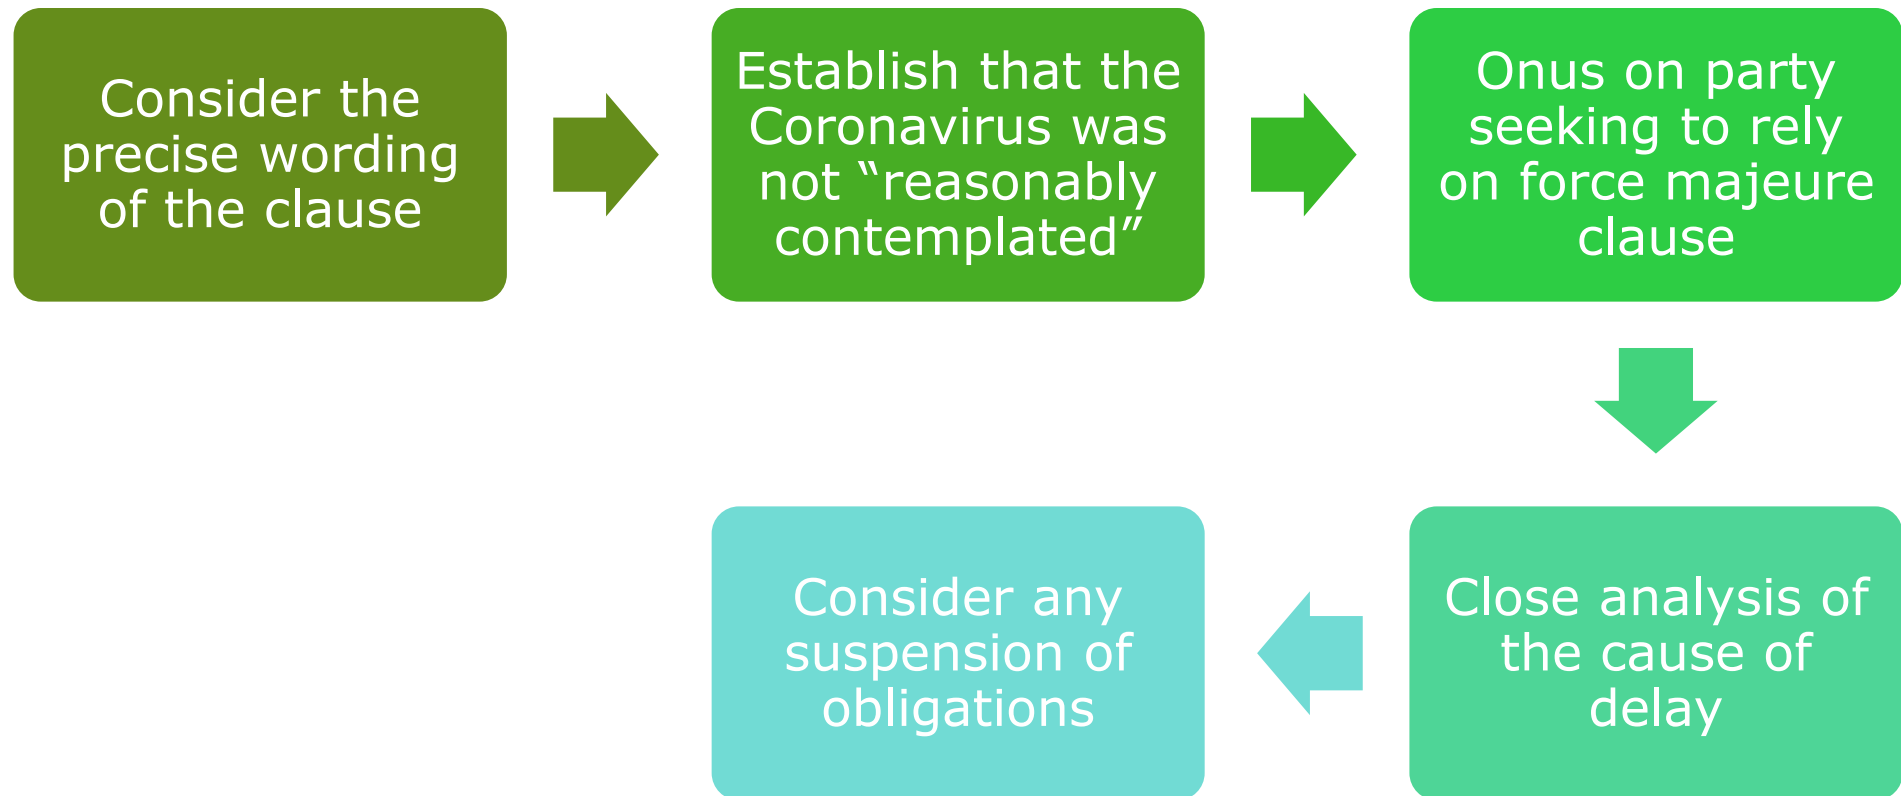 Consider the
precise wording
of the clause
Establish that the
Coronavirus was
not “reasonably
contemplated”
Onus on party
seeking to rely
on force majeure
clause
Close analysis of
the cause of
delay
Consider any
suspension of
obligations